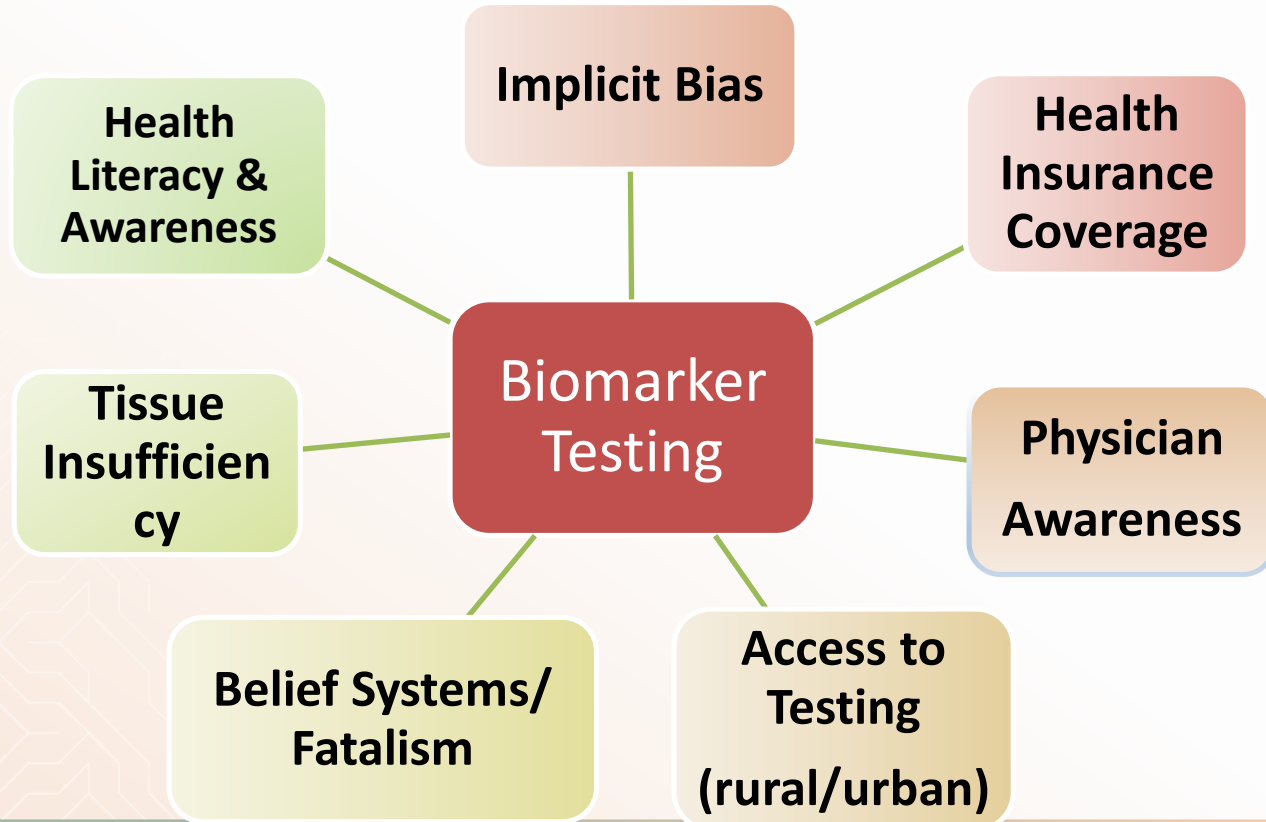 Implicit Bias
Health
Literacy &
Awareness
Health
Insurance
Coverage
Biomarker
Testing
Tissue
Insufficien
cy
Physician
Awareness
Belief Systems/
Fatalism
Access to
Testing
(rural/urban)